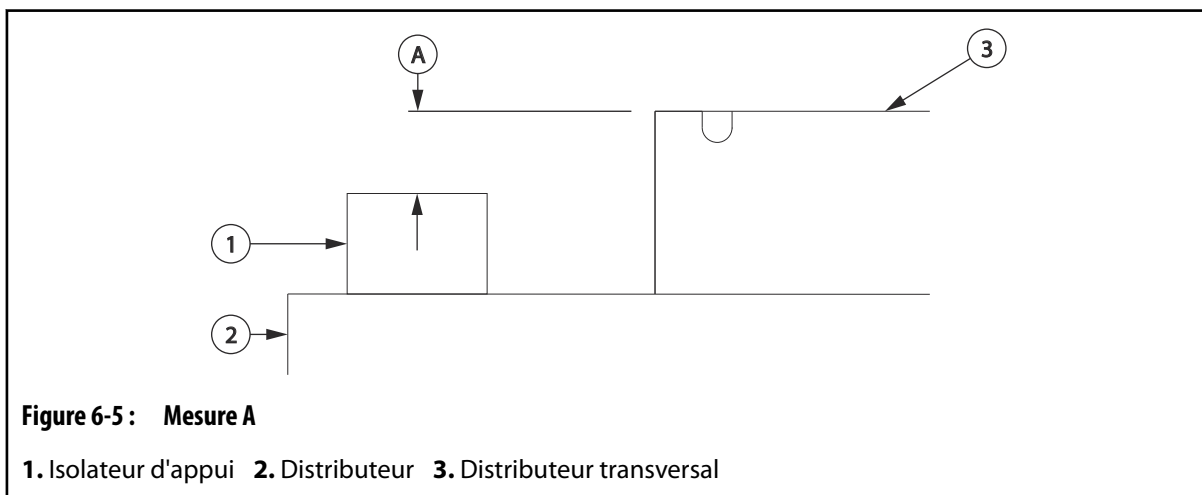 A
3
1
2
Figure 6-5 : Mesure A
1. Isolateur d'appui 2. Distributeur 3. Distributeur transversal